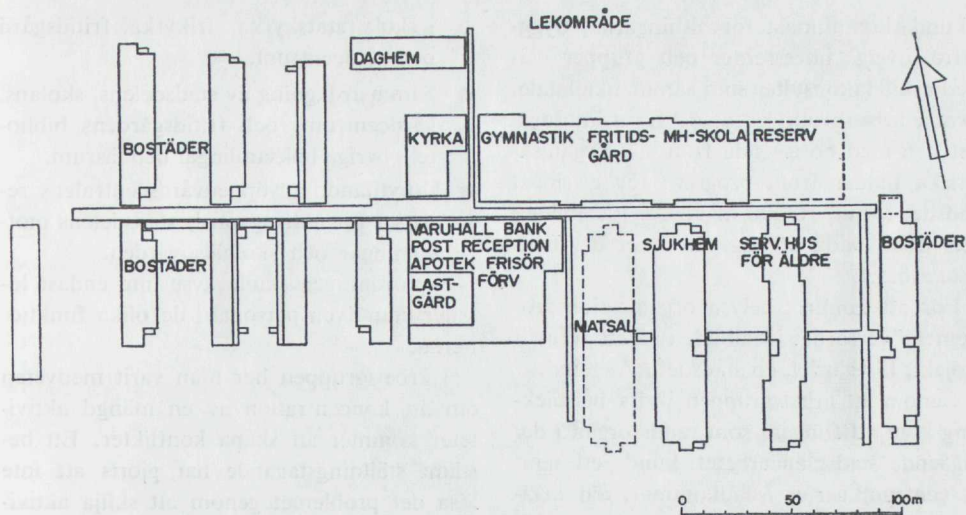 LEKOMRÅDE
DAGHEM
BOSTÄDER
KYRKA
GYMNASTIK FRITIDS- MH-SKOLA RESERV
GÅRD
BOSTÄDER
VARUHALL BANK
POST RECEPTION
APOTEK FRISÖR
LAST- FÖRV
GÅRD
MATSAL
SJUKHEM
SERV. HUS
FÖR ÄLDRE
BOSTÄDER
0 50 100m